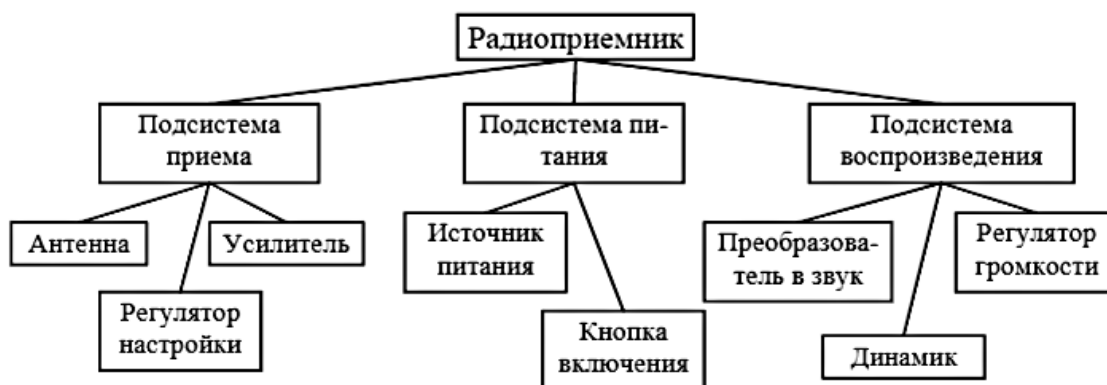 Радиоприемник
Подсистема
приема
Подсистема пи-
тания
Подсистема
воспроизведения
Антенна
Усилитель
Регулятор
настройки
Источник
питания
Кнопка
включения
Преобразова-
тель в звук
Регулятор
громкости
Динамик